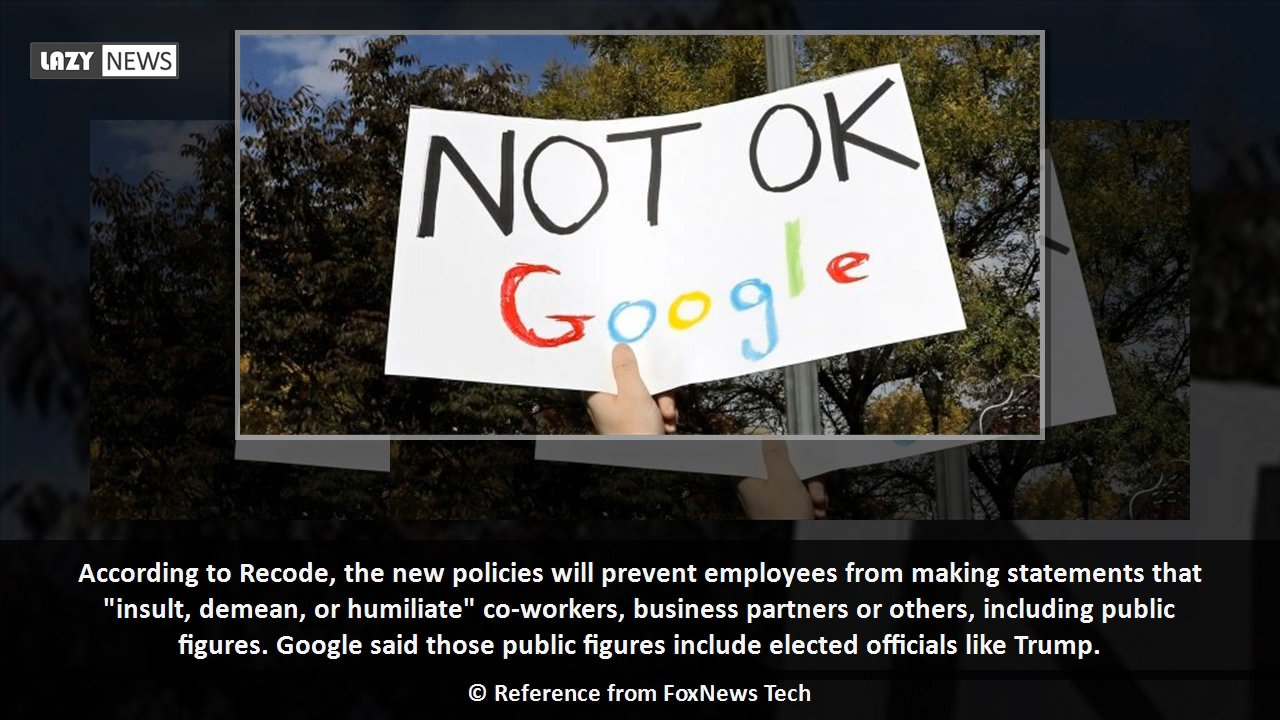 LAZY NEWS
NOT OK
Google
According to Recode, the new policies will prevent employees from making statements that
"insult, demean, or humiliate" co-workers, business partners or others, including public
figures. Google said those public figures include elected officials like Trump.
© Reference from FoxNews Tech